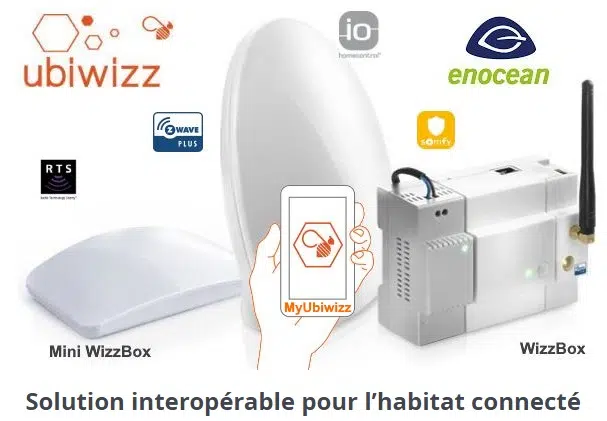 ubiwizz
io
homecontrol
enocean
Z WAVE
PLUS
somfy
RTS
MyUbiwizz
Mini WizzBox
WizzBox
Solution interopérable pour l’habitat connecté